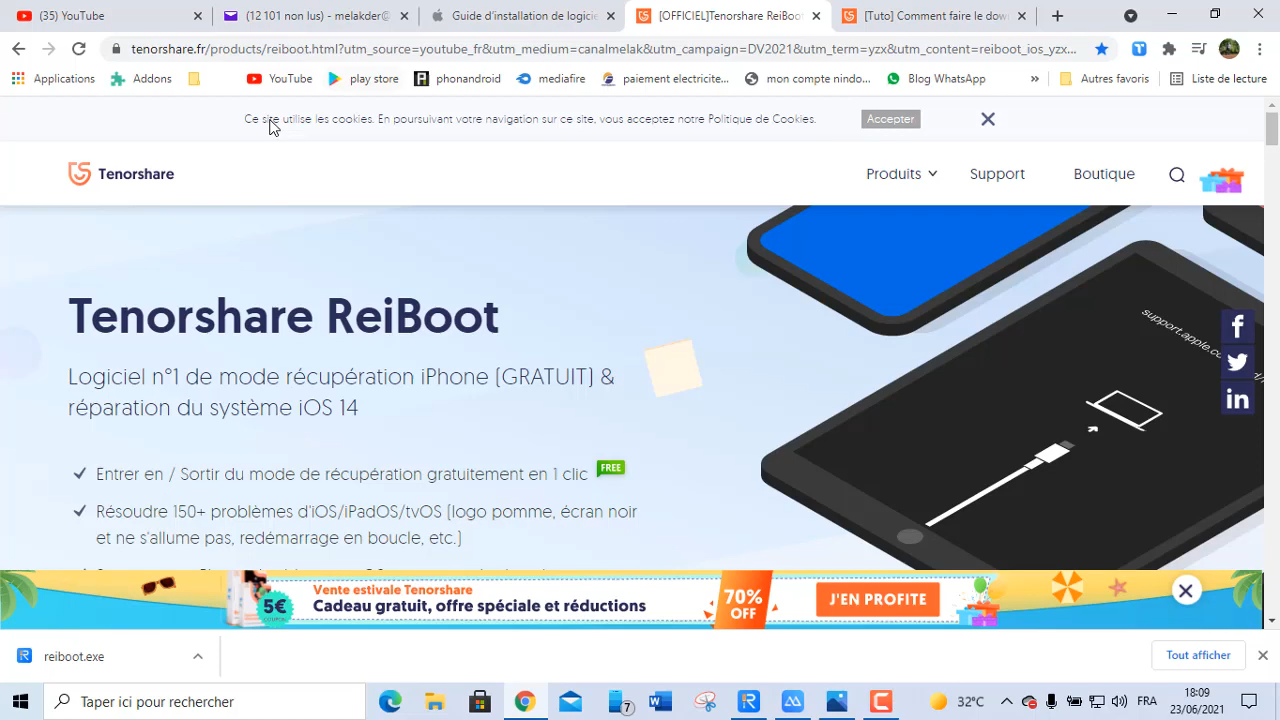 (35) YouTube
(12 101 non lus) - melakder@
Guide d'installation de logicie
[OFFICIEL]Tenorshare ReiBoot
[Tuto] Comment faire le dow
tenorshare.fr/products/reiboot.html?utm_source=youtube_fr&utm_medium=canalmelak&utm_campaign=DV2021&utm_term=yzx&utm_content=reiboot_ios_yzx...
Applications
Addons
YouTube
play store
phonandroid
mediafire
paiement electricite...
mon compte nindo...
Blog WhatsApp
»
Autres favoris
Liste de lecture
Ce site utilise les cookies. En poursuivant votre navigation sur ce site, vous acceptez notre Politique de Cookies.
Accepter
Tenorshare
Produits
Support
Boutique
Tenorshare ReiBoot
Logiciel n°1 de mode récupération iPhone (GRATUIT) &
réparation du système iOS 14
Entrer en / Sortir du mode de récupération gratuitement en 1 clic
FREE
Résoudre 150+ problèmes d'iOS/iPadOS/tvOS (logo pomme, écran noir
et ne s'allume pas, redémarrage en boucle, etc.)
support.apple.co
5€
Vente estivale Tenorshare
Cadeau gratuit, offre spéciale et réductions
70%
OFF
J'EN PROFITE
reiboot.exe
Tout afficher
Taper ici pour rechercher
7
32°C
FRA
18:09
23/06/2021